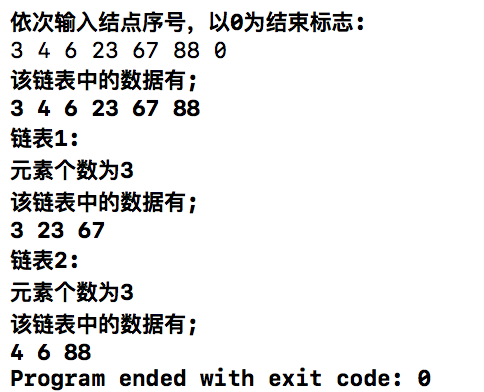 依次输入结点序号，以0为结束标志:
3 4 6 23 67 88 0
该链表中的数据有;
3 4 6 23 67 88
链表1:
元素个数为3
该链表中的数据有;
3 23 67
链表2:
元素个数为3
该链表中的数据有;
4 6 88
Program ended with exit code: 0